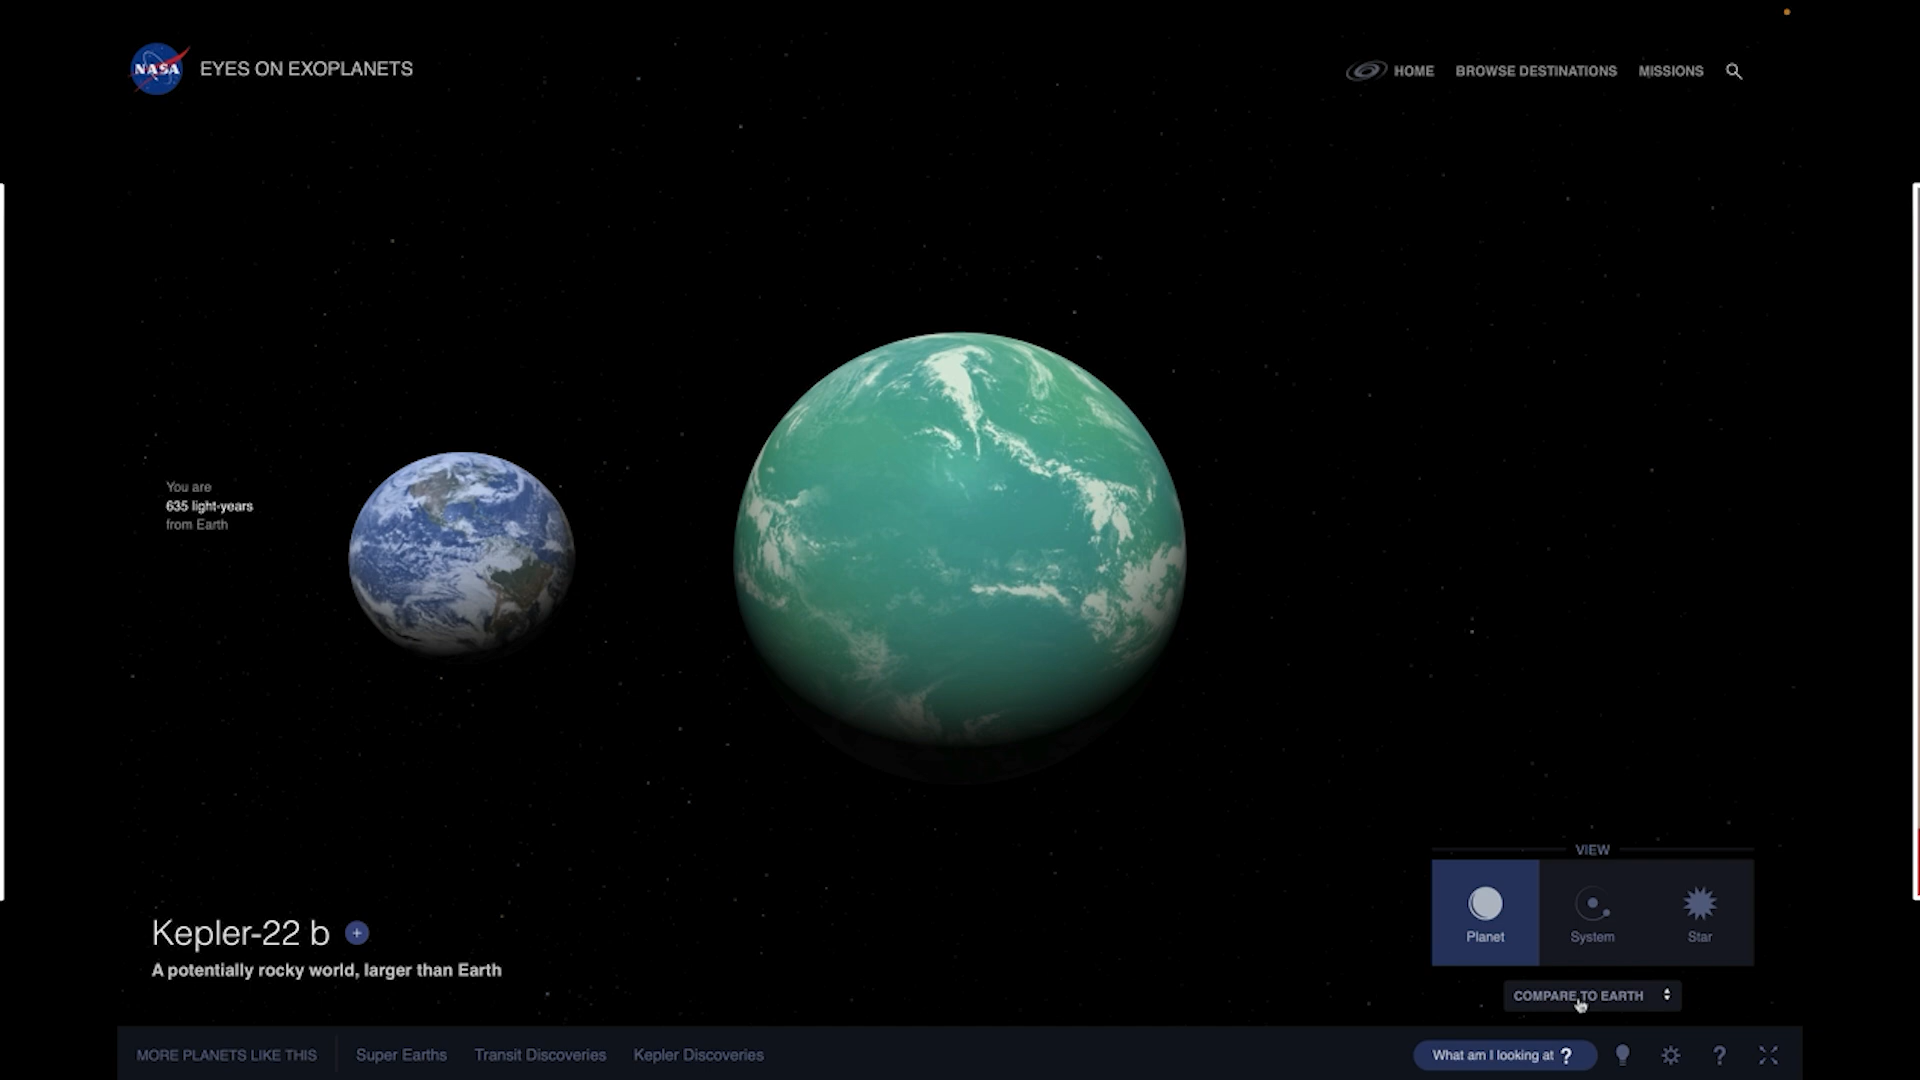 NASA
EYES ON EXOPLANETS
HOME
BROWSE DESTINATIONS
MISSIONS
You are
635 light-years
from Earth
Kepler-22 b
A potentially rocky world, larger than Earth
VIEW
Planet
System
Star
COMPARE TO EARTH
MORE PLANETS LIKE THIS
Super Earths
Transit Discoveries
Kepler Discoveries
What am I looking at ?
?